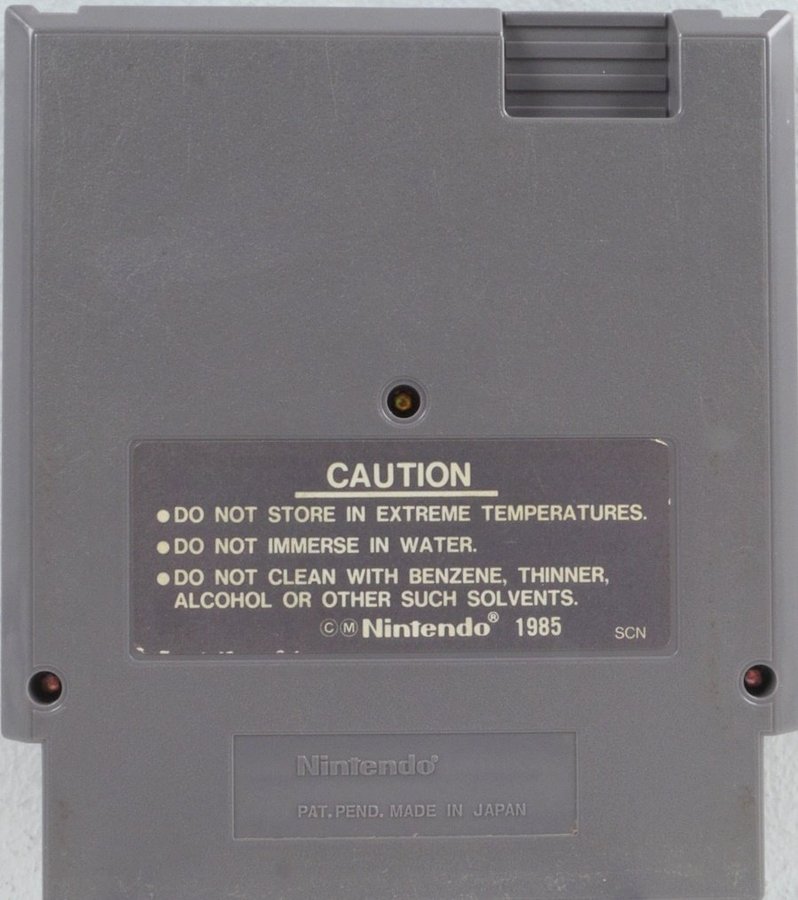 CAUTION
●DO NOT STORE IN EXTREME TEMPERATURES.
●DO NOT IMMERSE IN WATER.
●DO NOT CLEAN WITH BENZENE, THINNER,
ALCOHOL OR OTHER SUCH SOLVENTS.
ⒸⓂNintendo® 1985 SCN
Nintendo®
PAT. PEND. MADE IN JAPAN